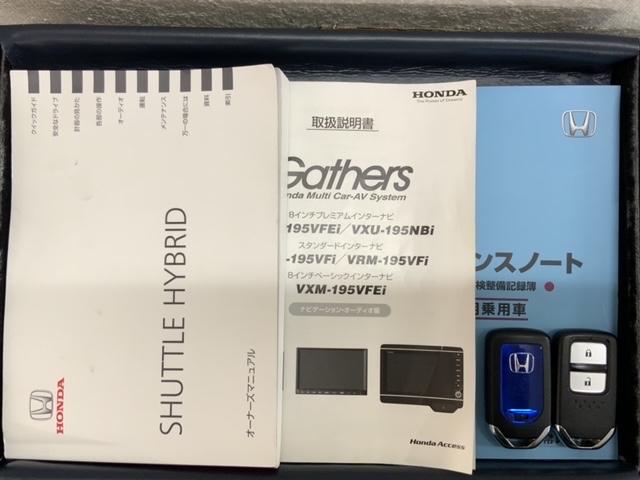 クイックガイド
安全なドライブ
計器の見かた
各部の操作
オーディオ
運転
メンテナンス
万一の場合には
資料
索引
SHUTTLE HYBRID
オーナーズマニュアル
HONDA
HONDA
The Power of Dreams
取扱説明書
Gathers
nda Multi Car-AV System
8インチプレミアムインターナビ
-195VFEi/VXU-195NBi
スタンダードインターナビ
-195VFi/VRM-195VFi
8インチベーシックインターナビ
VXM-195VFEi
ナビゲーション・オーディオ編
Honda Access
ンスノート
検整備記録簿
用乗用車